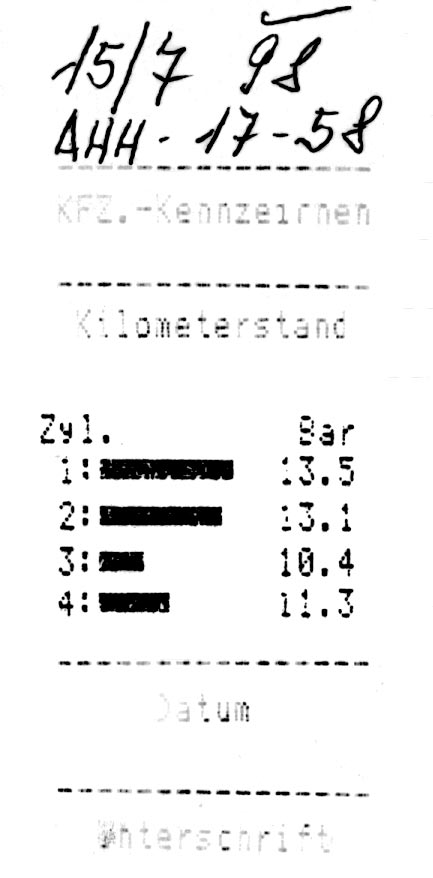 15/7 98
AHH-17-58
KFZ.-Kennzeichen
Kilometerstand
Zyl. Bar
1: 13.5
2: 13.1
3: 10.4
4: 11.3
Datum
Unterschrift